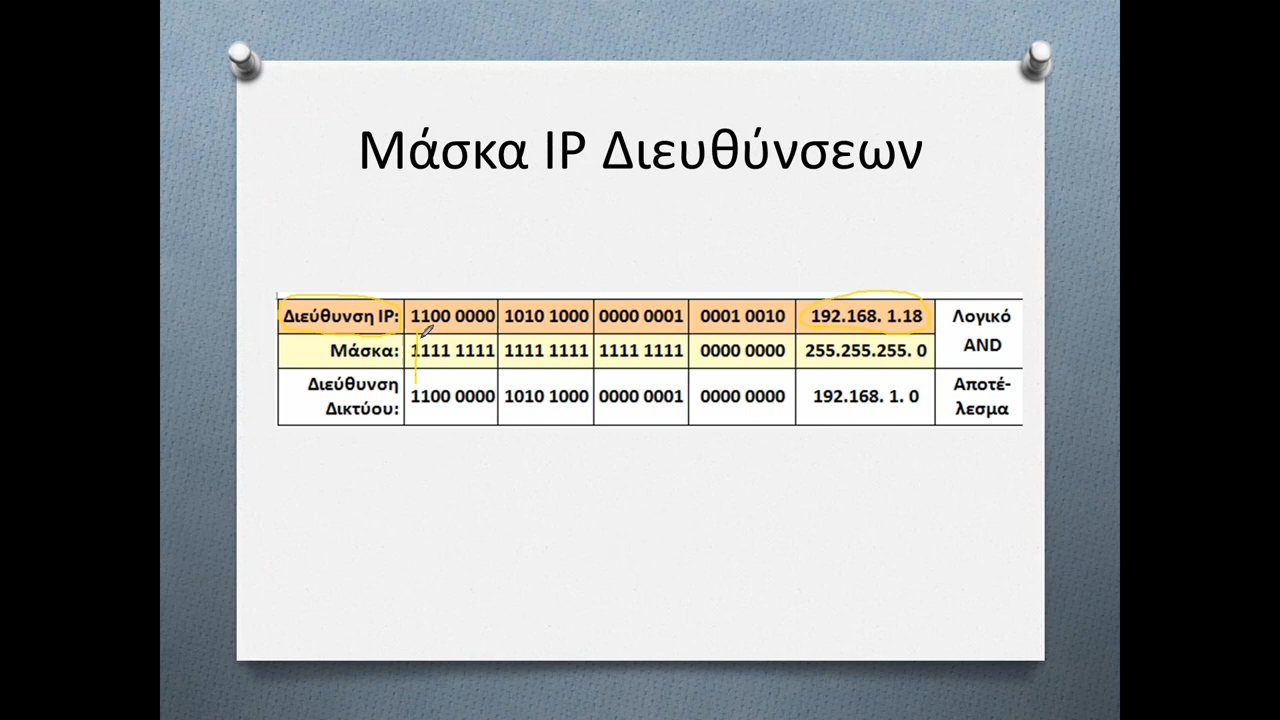 Μάσκα IP Διευθύνσεων
Διεύθυνση IP: 1100 0000 1010 1000 0000 0001 0001 0010 192.168. 1.18 Λογικό
AND
Μάσκα: 1111 1111 1111 1111 1111 1111 0000 0000 255.255.255. 0
Διεύθυνση
Δικτύου: 1100 0000 1010 1000 0000 0001 0000 0000 192.168. 1. 0 Αποτέ-
λεσμα